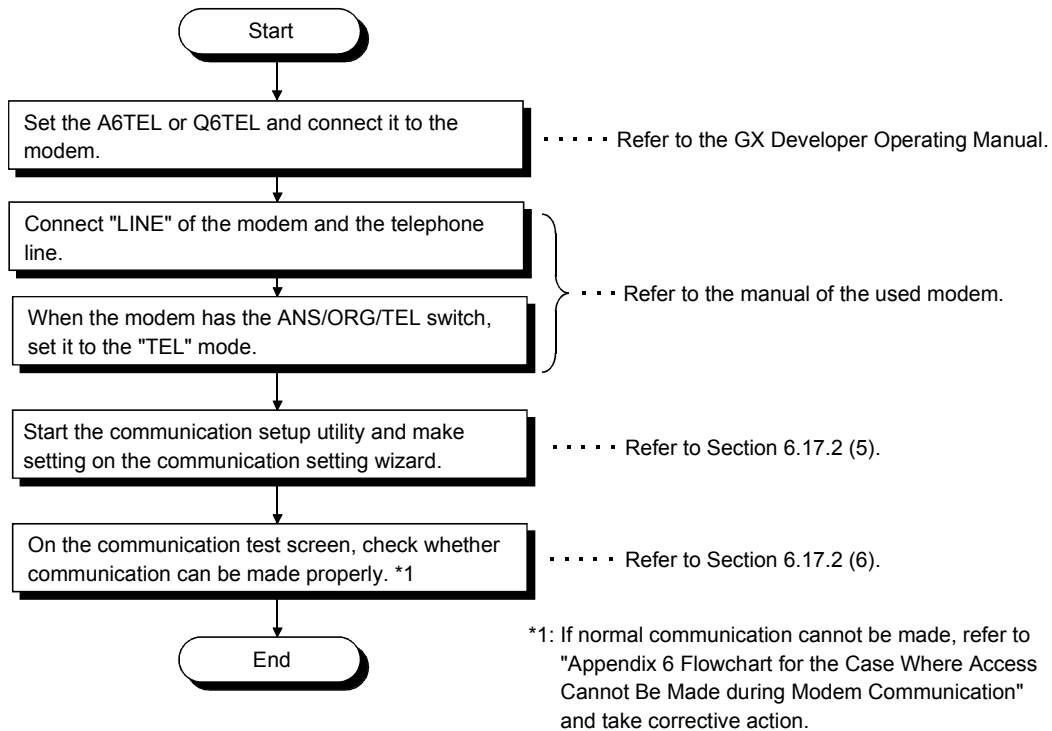 Start
Set the A6TEL or Q6TEL and connect it to the
modem.
· · · · · Refer to the GX Developer Operating Manual.
Connect "LINE" of the modem and the telephone
line.
When the modem has the ANS/ORG/TEL switch,
set it to the "TEL" mode.
· · · Refer to the manual of the used modem.
Start the communication setup utility and make
setting on the communication setting wizard.
· · · · · Refer to Section 6.17.2 (5).
On the communication test screen, check whether
communication can be made properly. *1
· · · · · Refer to Section 6.17.2 (6).
End
*1: If normal communication cannot be made, refer to
"Appendix 6 Flowchart for the Case Where Access
Cannot Be Made during Modem Communication"
and take corrective action.